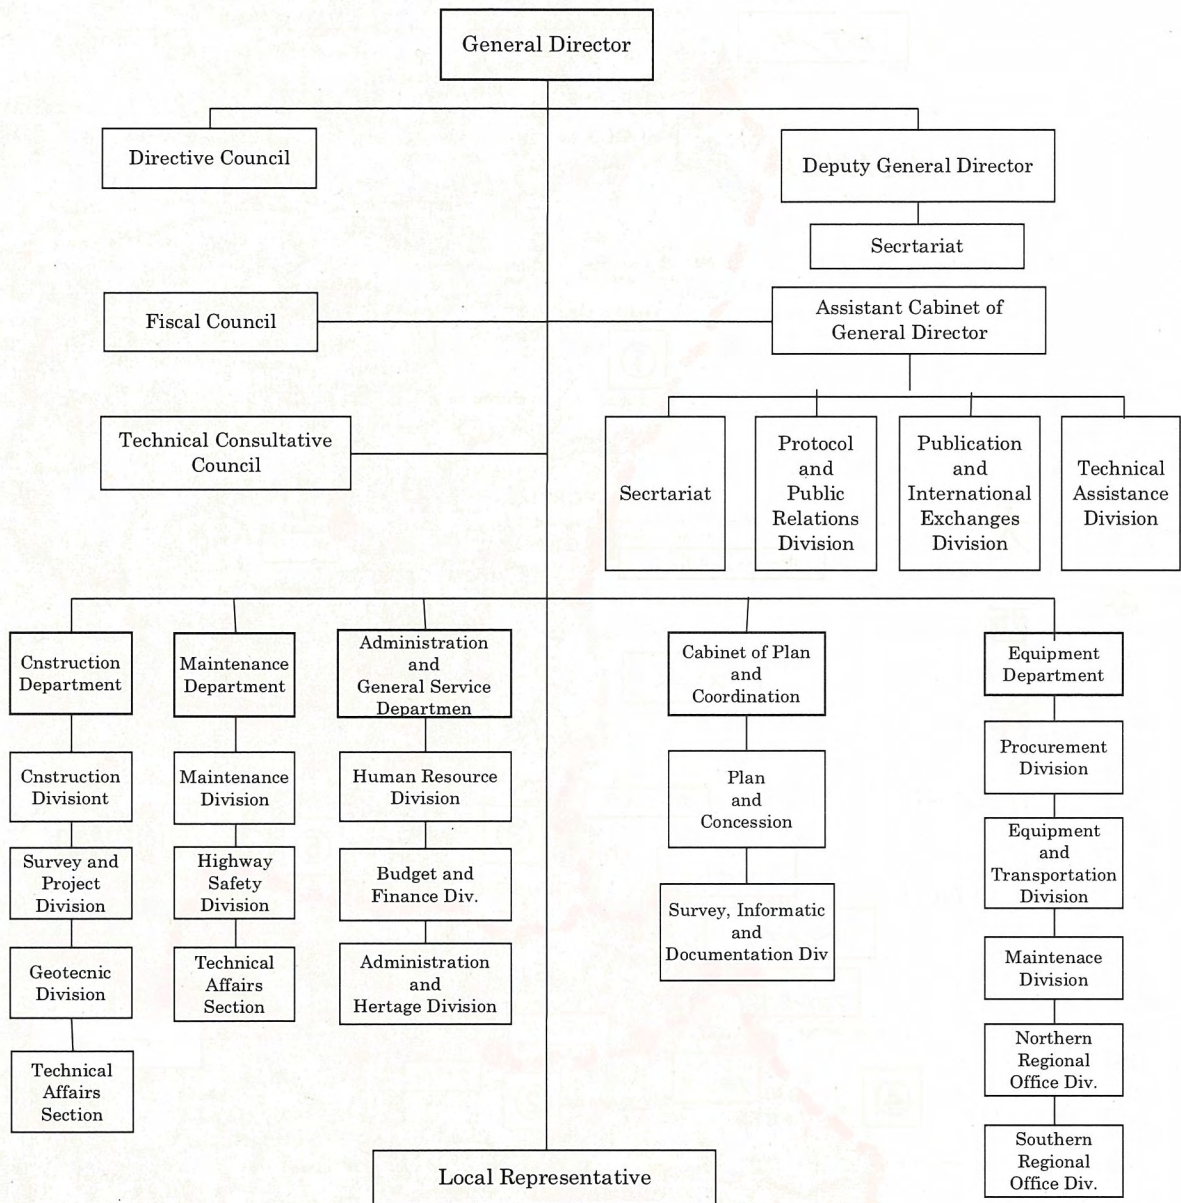 General Director
Directive Council
Deputy General Director
Secrtariat
Fiscal Council
Assistant Cabinet of
General Director
Technical Consultative
Council
Secrtariat
Protocol
and
Public
Relations
Division
Publication
and
International
Exchanges
Division
Technical
Assistance
Division
Cnstruction
Department
Maintenance
Department
Administration
and
General Service
Departmen
Cabinet of Plan
and
Coordination
Equipment
Department
Cnstruction
Divisiont
Survey and
Project
Division
Geotecnic
Division
Technical
Affairs
Section
Maintenance
Division
Highway
Safety
Division
Technical
Affairs
Section
Human Resource
Division
Budget and
Finance Div.
Administration
and
Hertage Division
Plan
and
Concession
Survey, Informatic
and
Documentation Div
Procurement
Division
Equipment
and
Transportation
Division
Maintenace
Division
Northern
Regional
Office Div.
Southern
Regional
Office Div.
Local Representative